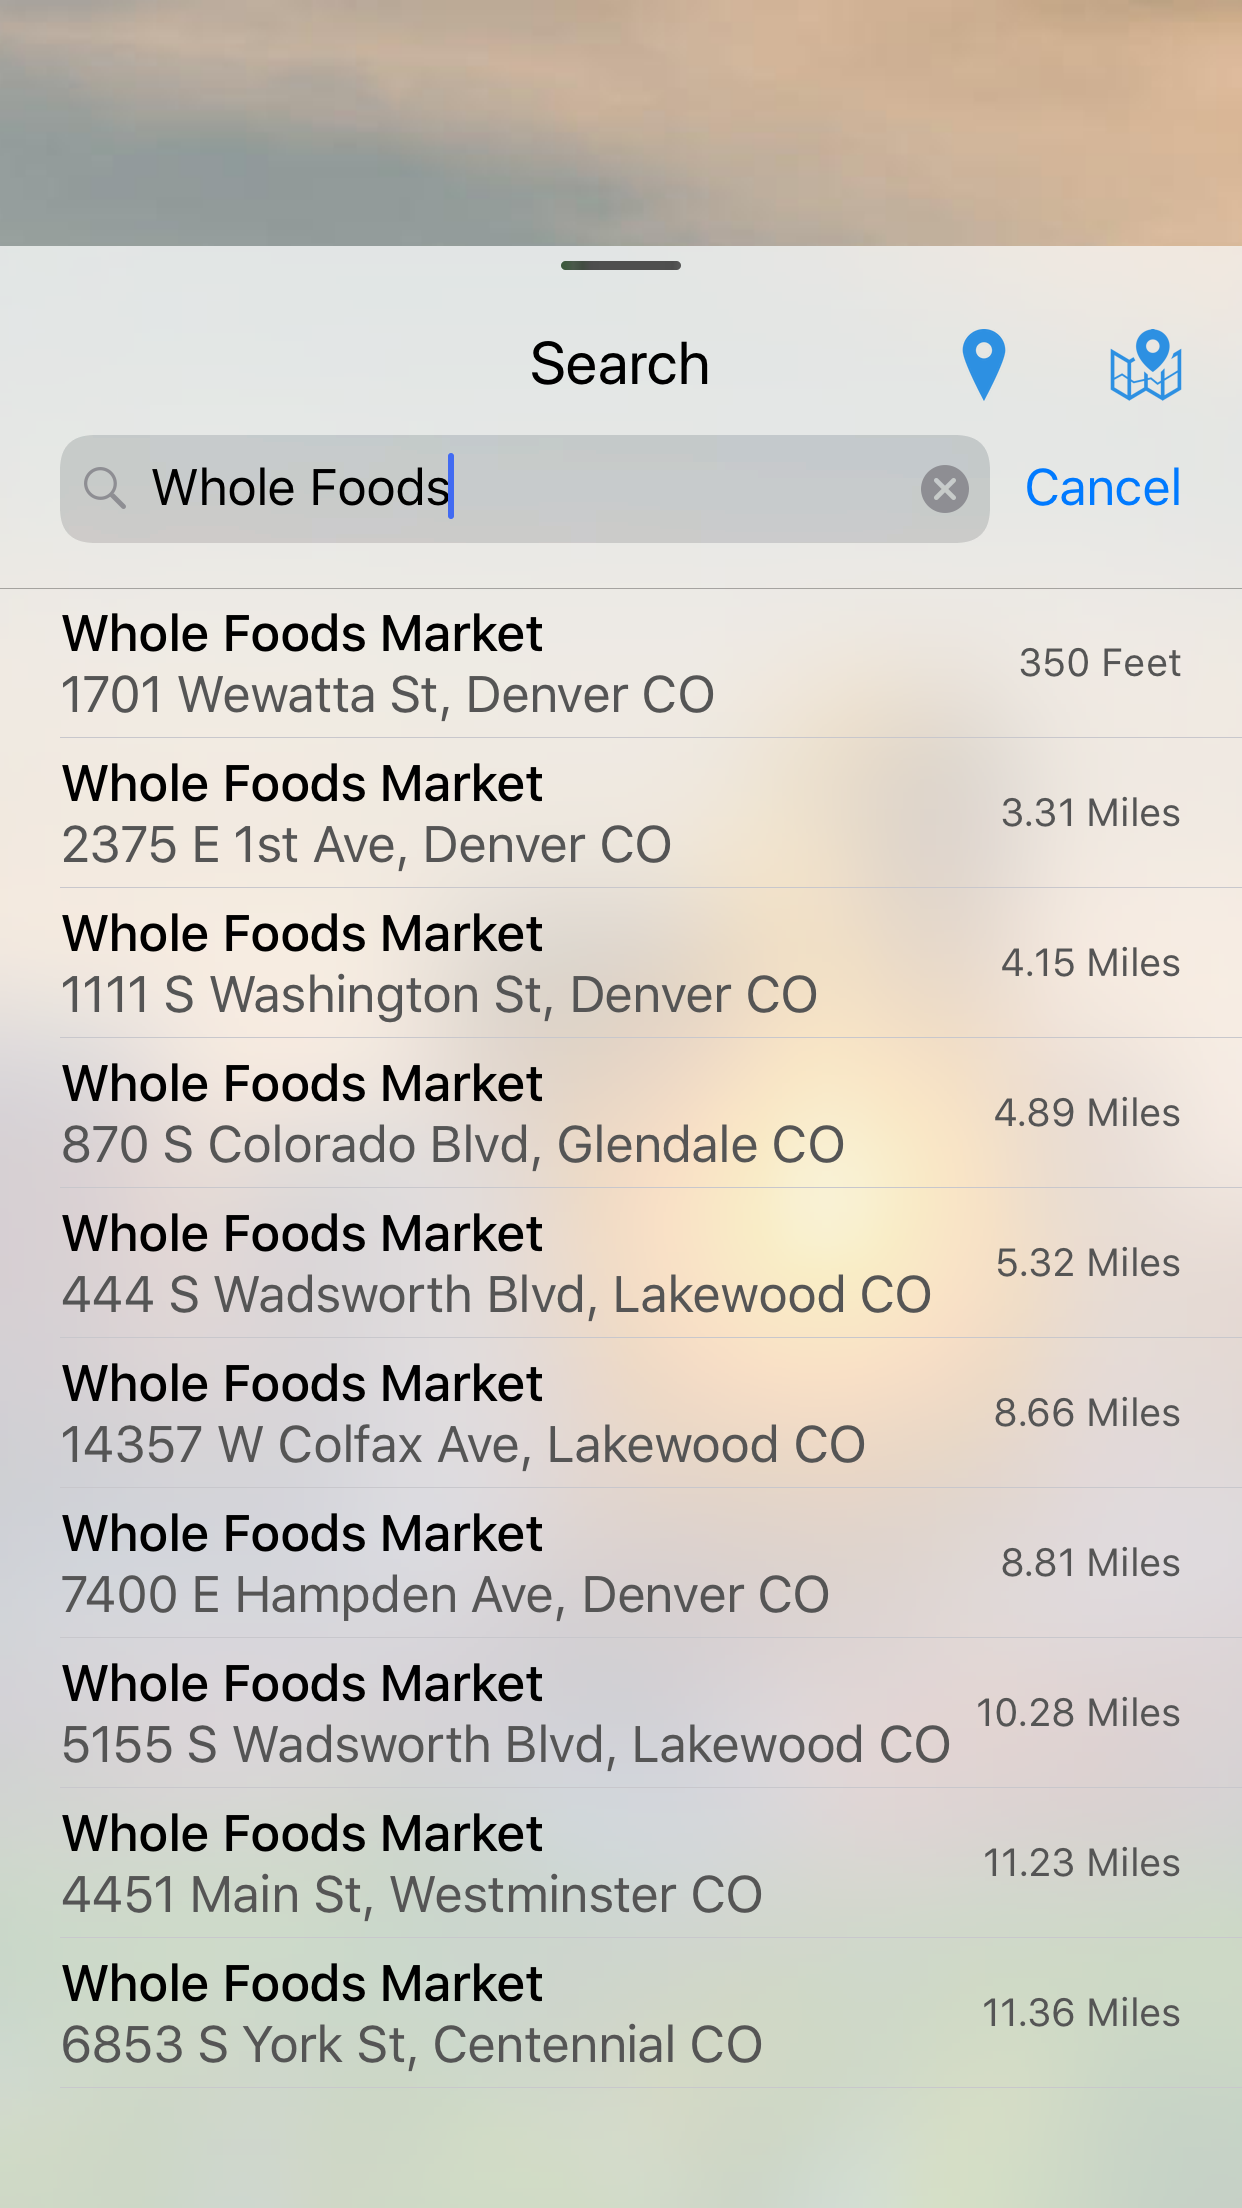 Search
Whole Foods
Cancel
Whole Foods Market
350 Feet
1701 Wewatta St, Denver CO
Whole Foods Market
3.31 Miles
2375 E 1st Ave, Denver CO
Whole Foods Market
4.15 Miles
1111 S Washington St, Denver CO
Whole Foods Market
4.89 Miles
870 S Colorado Blvd, Glendale CO
Whole Foods Market
5.32 Miles
444 S Wadsworth Blvd, Lakewood CO
Whole Foods Market
8.66 Miles
14357 W Colfax Ave, Lakewood CO
Whole Foods Market
8.81 Miles
7400 E Hampden Ave, Denver CO
Whole Foods Market
10.28 Miles
5155 S Wadsworth Blvd, Lakewood CO
Whole Foods Market
11.23 Miles
4451 Main St, Westminster CO
Whole Foods Market
11.36 Miles
6853 S York St, Centennial CO